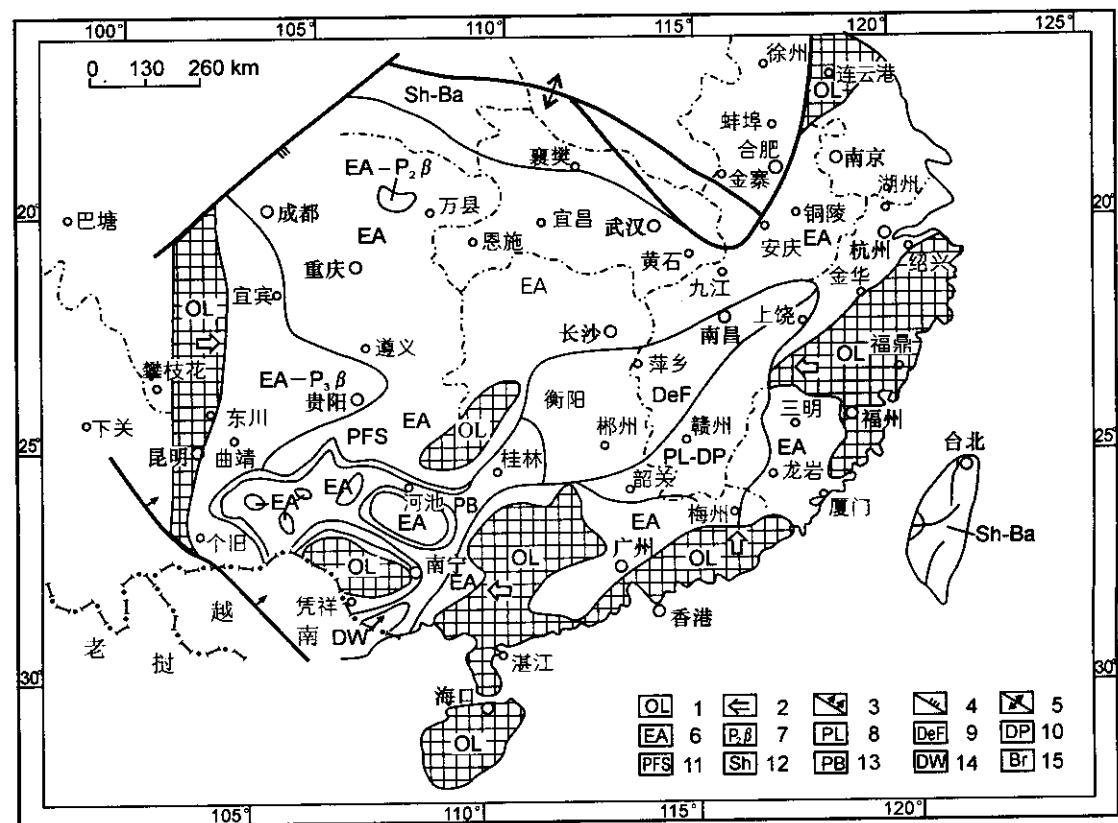 100° 105° 110° 115° 120° 125°
0 130 260 km
Sh-Ba
徐州
连云港
OL
蚌埠
合肥
南京
襄樊
金寨
湖州
EA-P₂β
巴塘
成都
万县
宜昌
武汉
铜陵
20°
20°
EA
恩施
安庆
EA
杭州
重庆
黄石
绍兴
EA
九江
金华
宜宾
OL
长沙
南昌
上饶
OL
福鼎
遵义
萍乡
攀枝花
EA-P₃β
衡阳
DeF
贵阳
三明
福州
下关
东川
PFS
EA
OL
郴州
赣州
EA
台北
25°
25°
昆明
曲靖
桂林
PL-DP
龙岩
EA
EA
河池
PB
韶关
厦门
EA
EA
梅州
Sh-Ba
个旧
OL
南宁
OL
广州
OL
EA
凭祥
香港
越
南
DW
老
挝
湛江
30°
30°
海口
OL
OL 1 ⇐ 2 3 4 5
EA 6 P₂β 7 PL 8 DeF 9 DP 10
PFS 11 Sh 12 PB 13 DW 14 Br 15
105° 110° 115° 120°